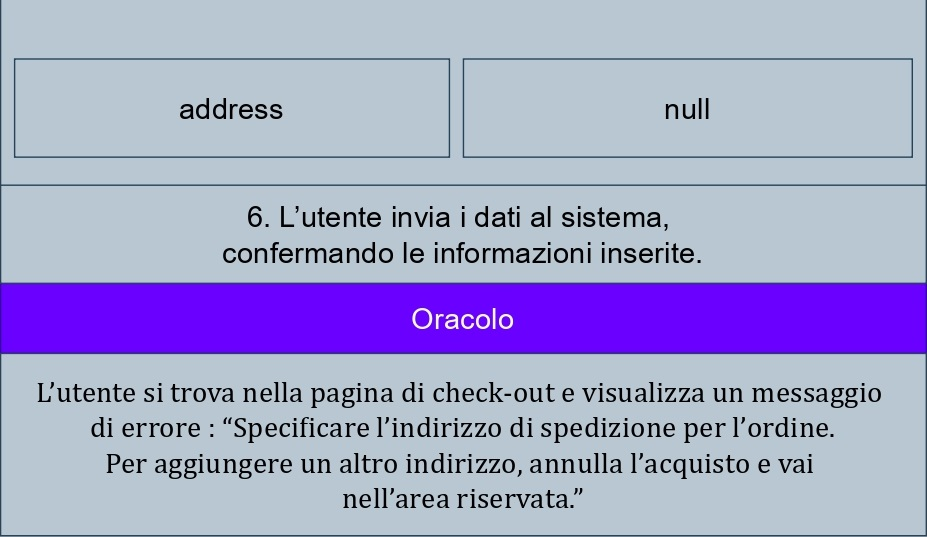 address
null
6. L’utente invia i dati al sistema,
confermando le informazioni inserite.
Oracolo
L’utente si trova nella pagina di check-out e visualizza un messaggio
di errore : “Specificare l’indirizzo di spedizione per l’ordine.
Per aggiungere un altro indirizzo, annulla l’acquisto e vai
nell’area riservata.”